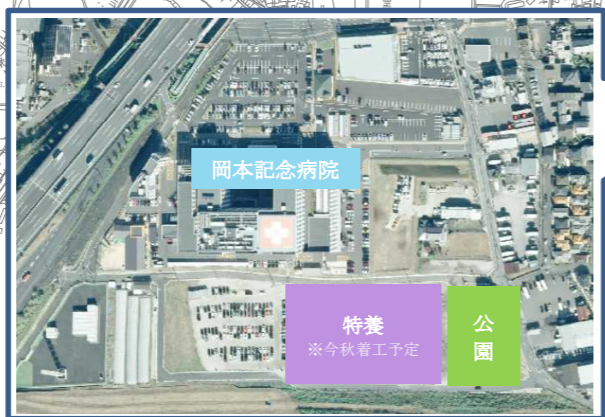 岡本記念病院
特養
※今秋着工予定
公
園